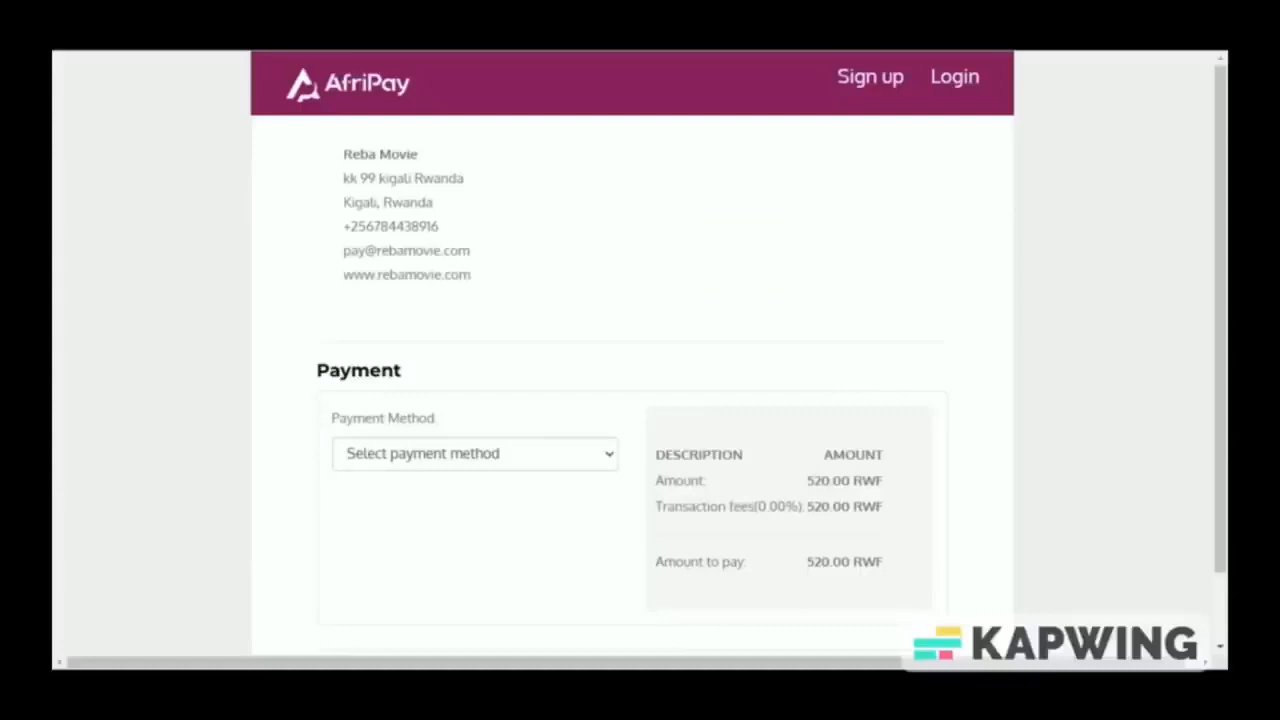 AfriPay
Sign up Login
Reba Movie
kk 99 kigali Rwanda
Kigali, Rwanda
+256784438916
pay@rebamovie.com
www.rebamovie.com
Payment
Payment Method
Select payment method
DESCRIPTION AMOUNT
Amount: 520.00 RWF
Transaction fees(0.00%): 520.00 RWF
Amount to pay: 520.00 RWF
KAPWING